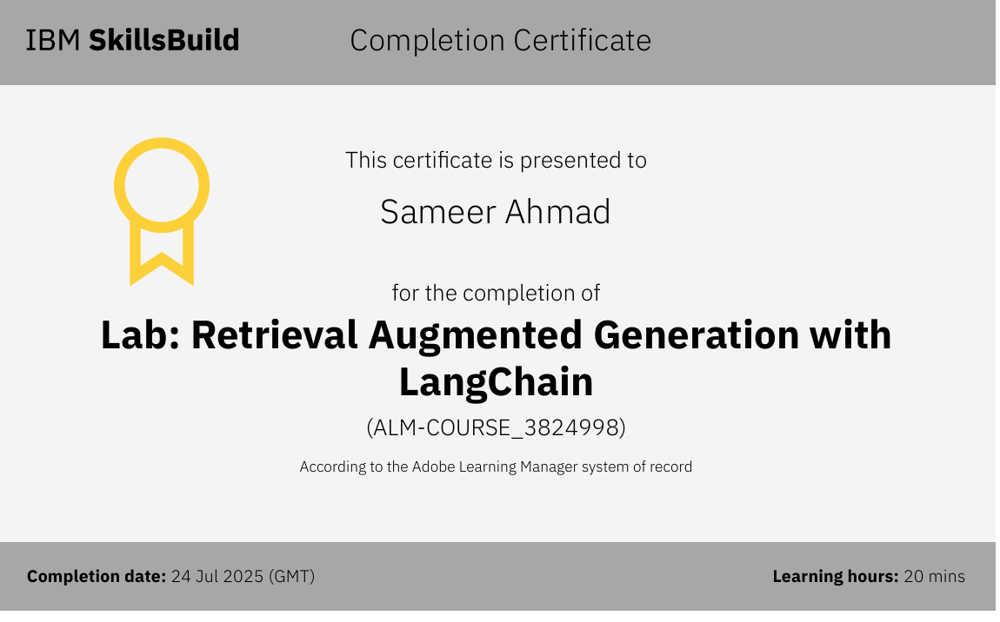 IBM SkillsBuild
Completion Certificate
This certificate is presented to
Sameer Ahmad
for the completion of
Lab: Retrieval Augmented Generation with
LangChain
(ALM-COURSE_3824998)
According to the Adobe Learning Manager system of record
Completion date: 24 Jul 2025 (GMT)
Learning hours: 20 mins